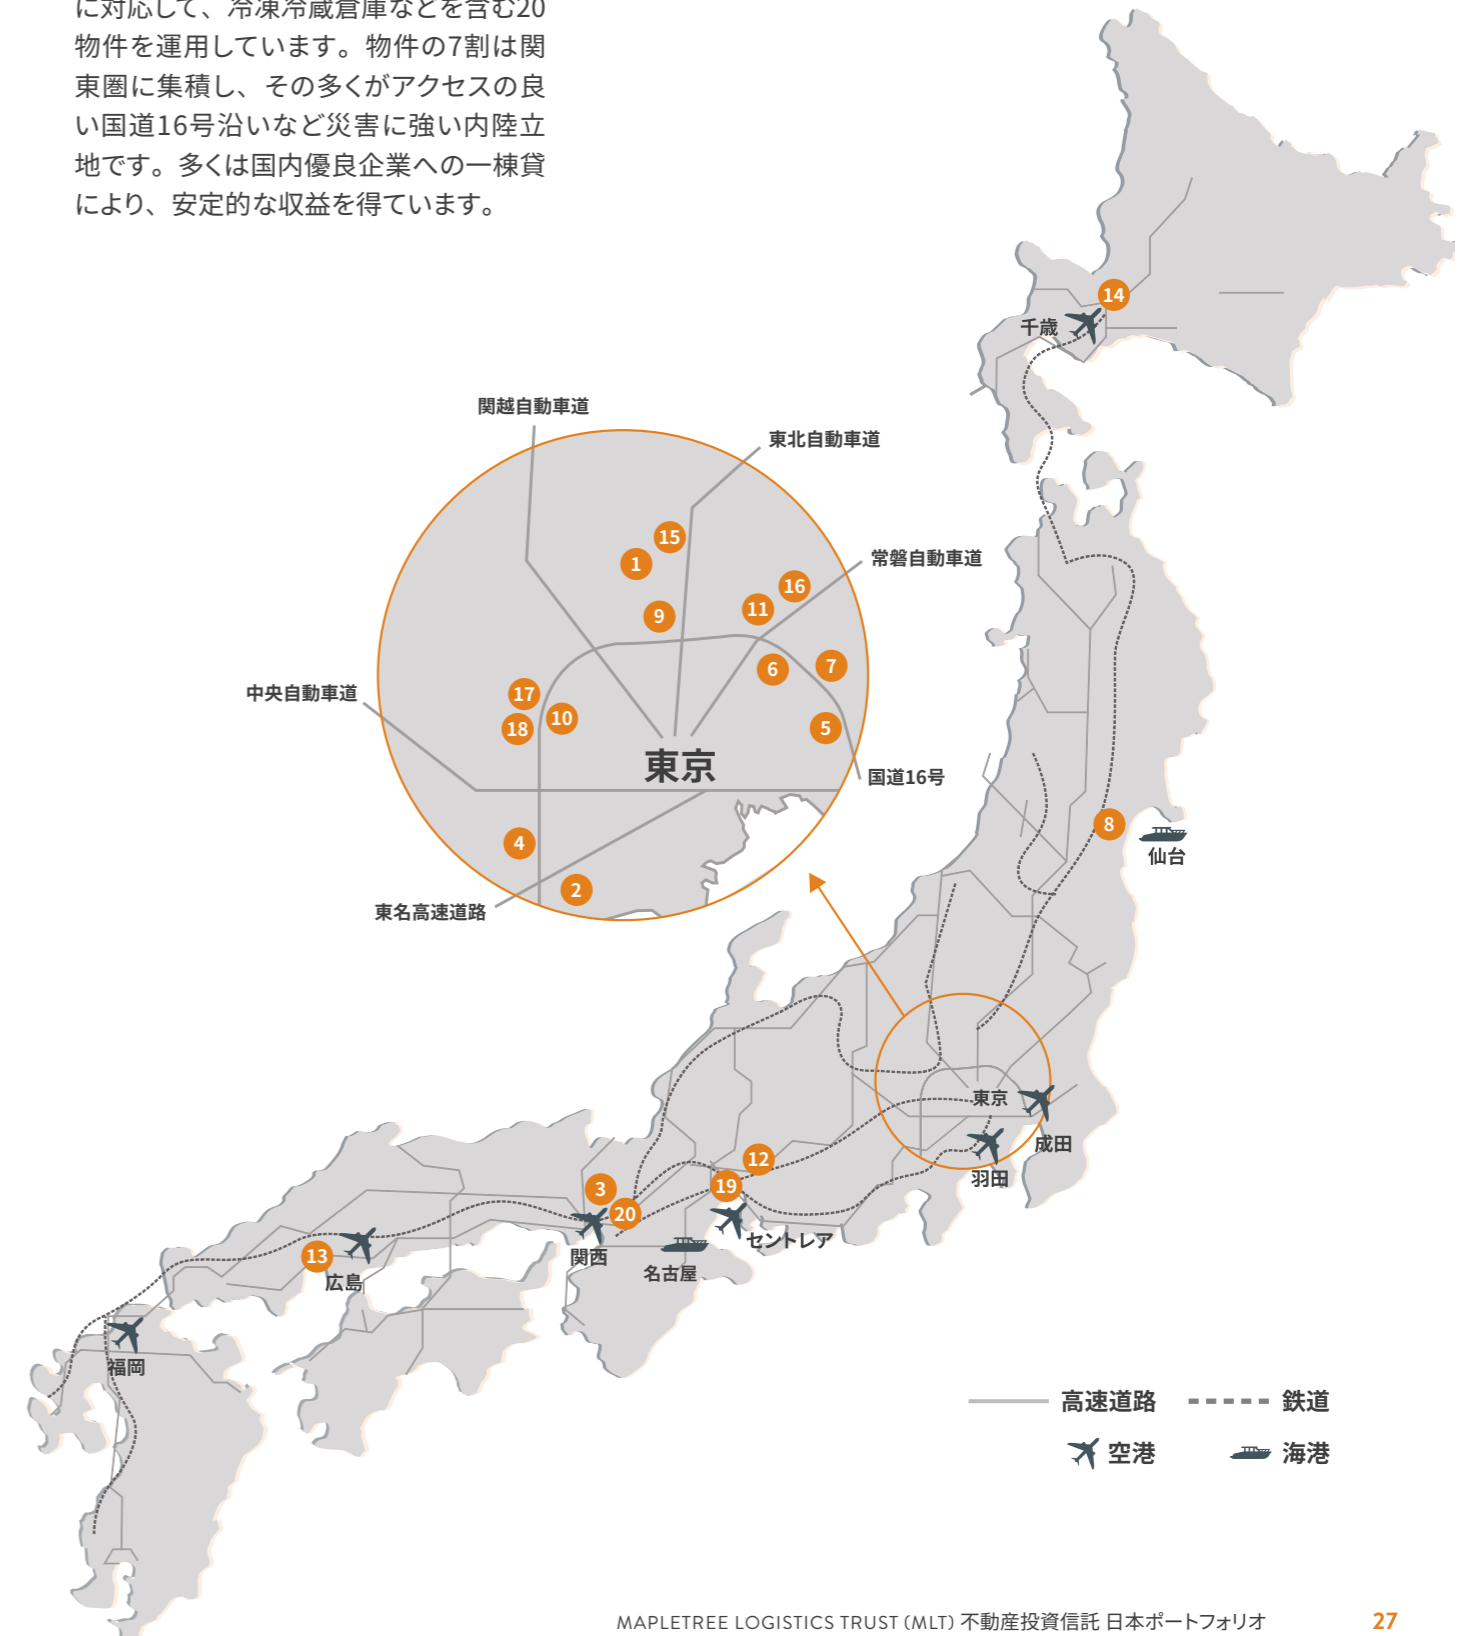 に対応して、冷凍冷蔵倉庫などを含む20
物件を運用しています。物件の7割は関
東圏に集積し、その多くがアクセスの良
い国道16号沿いなど災害に強い内陸立
地です。多くは国内優良企業への一棟貸
により、安定的な収益を得ています。
14
千歳
関越自動車道
東北自動車道
15
1
常磐自動車道
16
11
9
6
7
中央自動車道
17
10
18
5
東京
国道16号
4
2
東名高速道路
8
仙台
東京
成田
羽田
12
19
3
20
セントレア
関西
名古屋
13
広島
福岡
高速道路
鉄道
空港
海港
MAPLETREE LOGISTICS TRUST (MLT) 不動産投資信託 日本ポートフォリオ
27